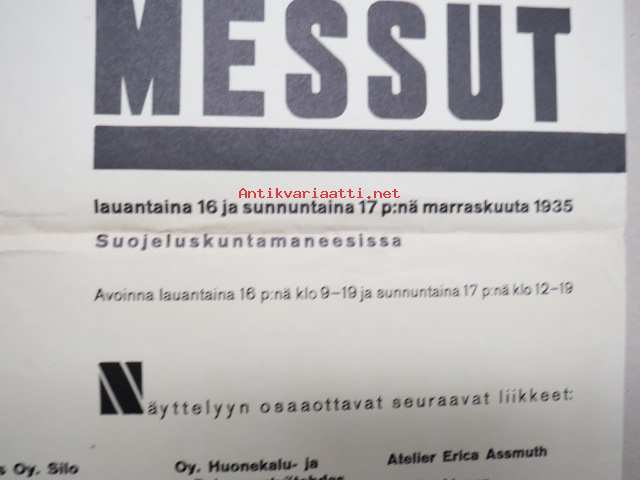 MESSUT
Antikvariaatti.net
lauantaina 16 ja sunnuntaina 17 p:nä marraskuuta 1935
Suojeluskuntamaneesissa
Avoinna lauantaina 16 p:nä klo 9–19 ja sunnuntaina 17 p:nä klo 12–19
Näyttelyyn osaaottavat seuraavat liikkeet:
s Oy. Silo
Oy. Huonekalu- ja
Atelier Erica Assmuth